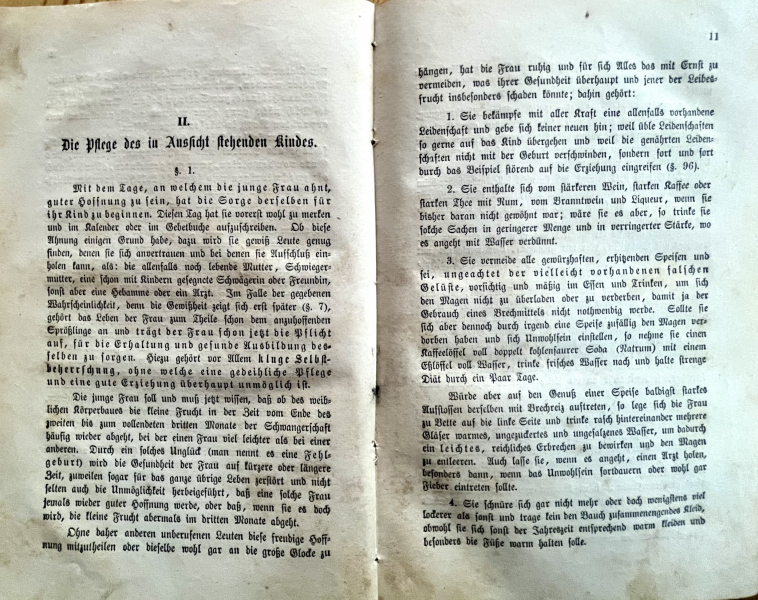 II.
Die Pflege des in Aussicht stehenden Kindes.
§. 1.
Mit dem Tage, an welchem die junge Frau ahnt,
guter Hoffnung zu sein, hat die Sorge derselben für
ihr Kind zu beginnen. Diesen Tag hat sie vorerst wohl zu merken
und im Kalender oder im Gebetbuche aufzuschreiben. Ob diese
Ahnung einigen Grund habe, dazu wird sie gewiß Leute genug
finden, denen sie sich anvertrauen und bei denen sie Aufschluß ein-
holen kann, als: die allenfalls noch lebende Mutter, Schwieger-
mutter, eine schon mit Kindern gesegnete Schwägerin oder Freundin,
sonst aber eine Hebamme oder ein Arzt. Im Falle der gegebenen
Wahrscheinlichkeit, denn die Gewißheit zeigt sich erst später (§. 7),
gehört das Leben der Frau zum Theile schon dem anzuhoffenden
Sprößlinge an und trägt der Frau schon jetzt die Pflicht
auf, für die Erhaltung und gesunde Ausbildung des-
selben zu sorgen. Hiezu gehört vor Allem kluge Selbst-
beherrschung, ohne welche eine gedeihliche Pflege
und eine gute Erziehung überhaupt unmöglich ist.
Die junge Frau soll und muß jetzt wissen, daß ob des weib-
lichen Körperbaues die kleine Frucht in der Zeit vom Ende des
zweiten bis zum vollendeten dritten Monate der Schwangerschaft
häufig wieder abgeht, bei der einen Frau viel leichter als bei einer
anderen. Durch ein solches Unglück (man nennt es eine Fehl-
geburt) wird die Gesundheit der Frau auf kürzere oder längere
Zeit, zuweilen sogar für das ganze übrige Leben zerstört und nicht
selten auch die Unmöglichkeit herbeigeführt, daß eine solche Frau
jemals wieder guter Hoffnung werde, oder daß, wenn sie es doch
wird, die kleine Frucht abermals im dritten Monate abgeht.
Ohne daher anderen unberufenen Leuten diese freudige Hoff-
nung mitzutheilen oder dieselbe wohl gar an die große Glocke zu
11
hängen, hat die Frau ruhig und für sich Alles das mit Ernst zu
vermeiden, was ihrer Gesundheit überhaupt und jener der Leibes-
frucht insbesonders schaden könnte; dahin gehört:
1. Sie bekämpfe mit aller Kraft eine allenfalls vorhandene
Leidenschaft und gebe sich keiner neuen hin; weil üble Leidenschaften
so gerne auf das Kind übergehen und weil die genährten Leiden-
schaften nicht mit der Geburt verschwinden, sondern fort und fort
durch das Beispiel störend auf die Erziehung eingreifen (§. 96).
2. Sie enthalte sich vom stärkeren Wein, starken Kaffee oder
starken Thee mit Rum, vom Branntwein und Liqueur, wenn sie
bisher daran nicht gewöhnt war; wäre sie es aber, so trinke sie
solche Sachen in geringerer Menge und in verringerter Stärke, wo
es angeht mit Wasser verdünnt.
3. Sie vermeide alle gewürzhaften, erhitzenden Speisen und
sei, ungeachtet der vielleicht vorhandenen falschen
Gelüste, vorsichtig und mäßig im Essen und Trinken, um sich
den Magen nicht zu überladen oder zu verderben, damit ja der
Gebrauch eines Brechmittels nicht nothwendig werde. Sollte sie
sich aber dennoch durch irgend eine Speise zufällig den Magen ver-
dorben haben und sich Unwohlsein einstellen, so nehme sie einen
Kaffeelöffel voll doppelt kohlensaurer Soda (Natrum) mit einem
Eßlöffel voll Wasser, trinke frisches Wasser nach und halte strenge
Diät durch ein Paar Tage.
Würde aber auf den Genuß einer Speise baldigst starkes
Aufstoßen derselben mit Brechreiz auftreten, so lege sich die Frau
zu Bette auf die linke Seite und trinke rasch hintereinander mehrere
Gläser warmes, ungezuckertes und ungesalzenes Wasser, um dadurch
ein leichtes, reichliches Erbrechen zu bewirken und den Magen
zu entleeren. Auch lasse sie, wenn es angeht, einen Arzt holen,
besonders dann, wenn das Unwohlsein fortdauern oder wohl gar
Fieber eintreten sollte.
4. Sie schnüre sich gar nicht mehr oder doch wenigstens viel
lockerer als sonst und trage kein den Bauch zusammenengendes Kleid,
obwohl sie sich sonst der Jahreszeit entsprechend warm kleiden und
besonders die Füße warm halten solle.